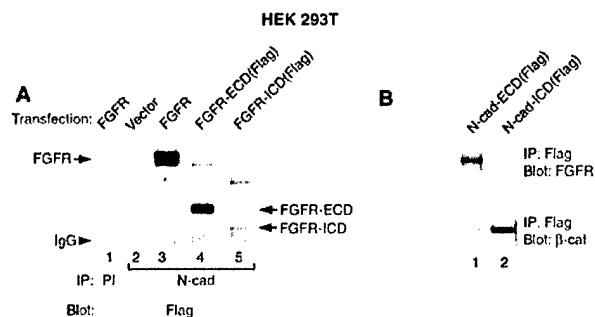 HEK 293T
A
Transfection:
FGFR
Vector
FGFR
FGFR-ECD(Flag)
FGFR-ICD(Flag)
FGFR
FGFR-ECD
FGFR-ICD
IgG
1 2 3 4 5
IP: PI N-cad
Blot: Flag
B
N-cad-ECD(Flag)
N-cad-ICD(Flag)
IP: Flag
Blot: FGFR
IP: Flag
Blot: β-cat
1 2